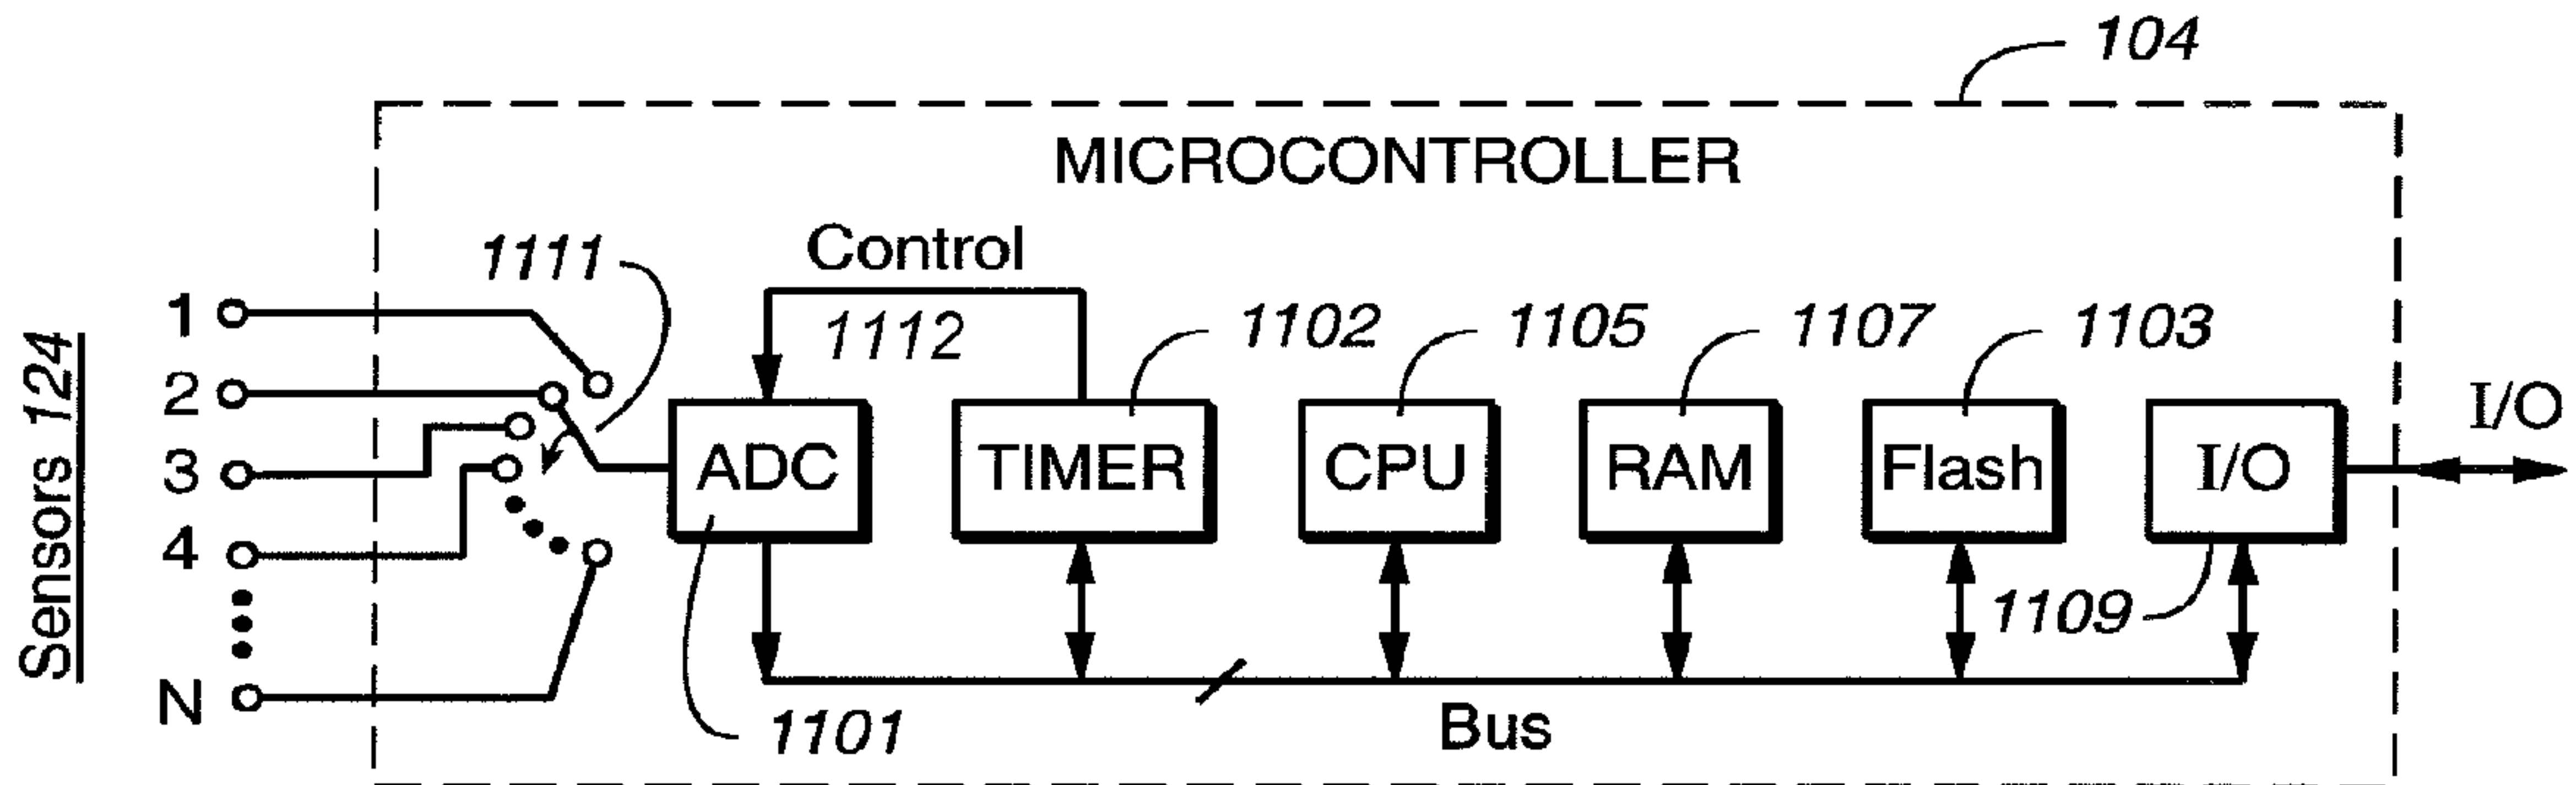 104
MICROCONTROLLER
Control
1111
1112
1102
1105
1107
1103
I/O
Sensors 124
1
2
3
4
N
ADC
TIMER
CPU
RAM
Flash
I/O
1109
1101
Bus